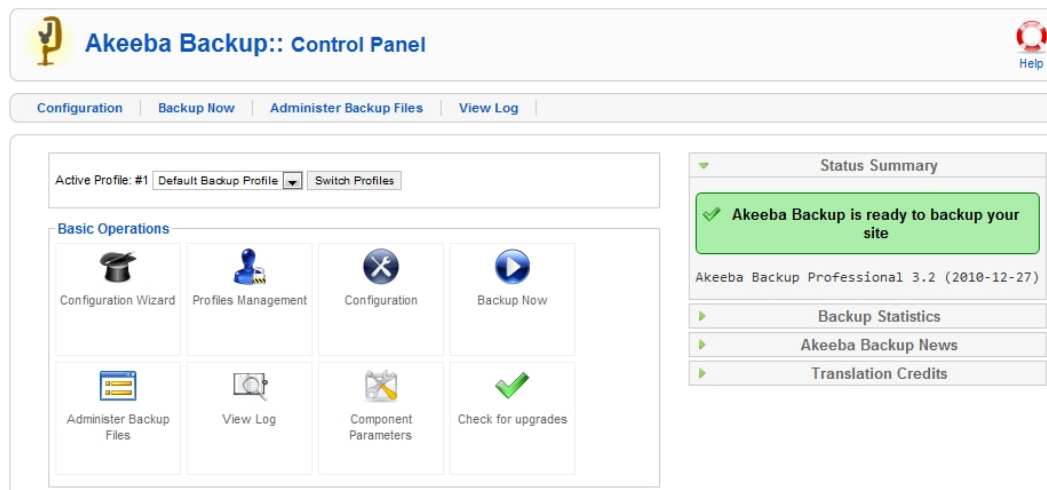 Akeeba Backup:: Control Panel
Help
Configuration
Backup Now
Administer Backup Files
View Log
Active Profile: #1 Default Backup Profile Switch Profiles
Basic Operations
Configuration Wizard
Profiles Management
Configuration
Backup Now
Administer Backup
Files
View Log
Component
Parameters
Check for upgrades
Status Summary
Akeeba Backup is ready to backup your
site
Akeeba Backup Professional 3.2 (2010-12-27)
Backup Statistics
Akeeba Backup News
Translation Credits